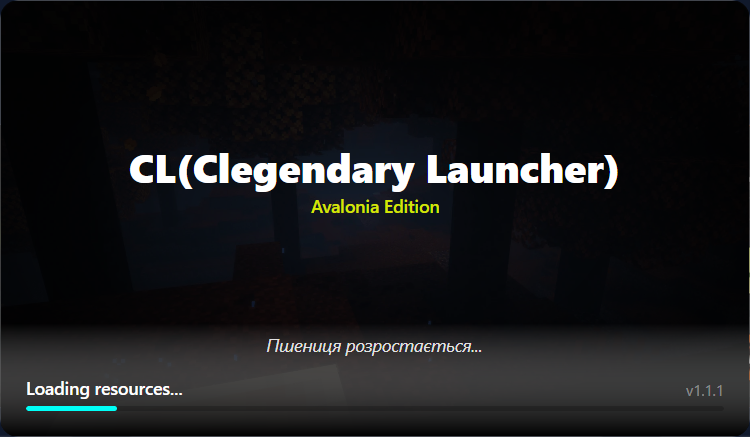 CL(Clegendary Launcher)
Avalonia Edition
Пшениця розростається...
Loading resources...
v1.1.1